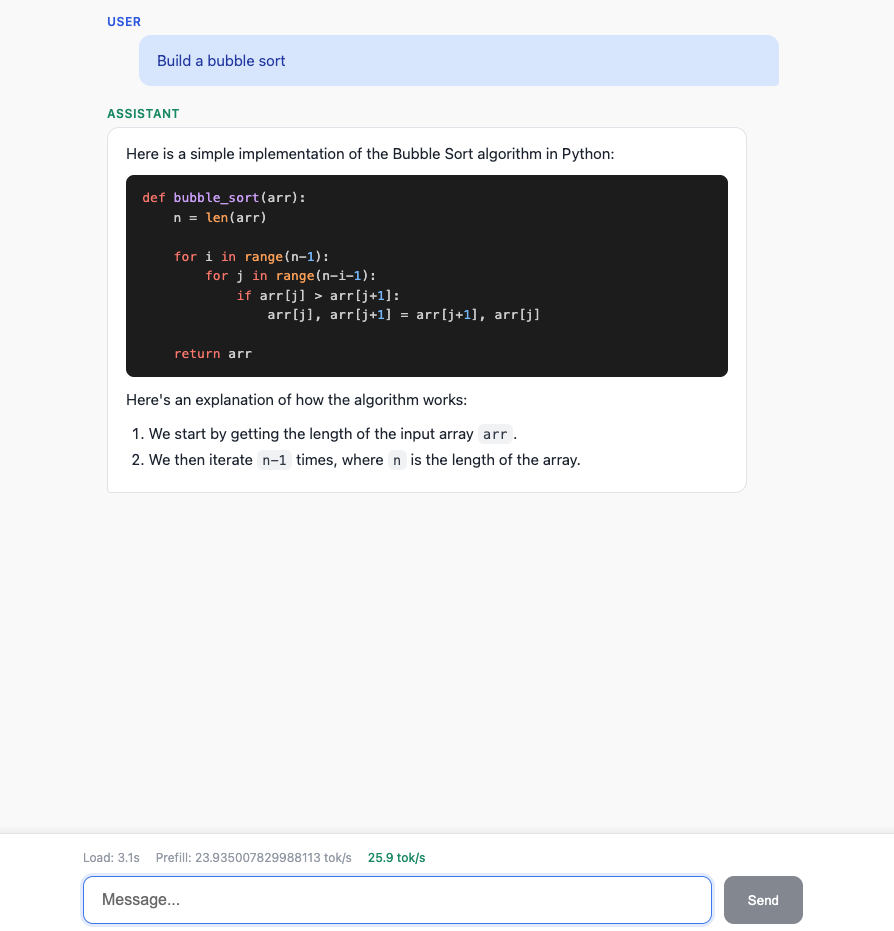 USER
Build a bubble sort
ASSISTANT
Here is a simple implementation of the Bubble Sort algorithm in Python:
def bubble_sort(arr):
    n = len(arr)

    for i in range(n-1):
        for j in range(n-i-1):
            if arr[j] > arr[j+1]:
                arr[j], arr[j+1] = arr[j+1], arr[j]

    return arr
Here's an explanation of how the algorithm works:
1. We start by getting the length of the input array arr.
2. We then iterate n-1 times, where n is the length of the array.
Load: 3.1s Prefill: 23.935007829988113 tok/s 25.9 tok/s
Message... Send